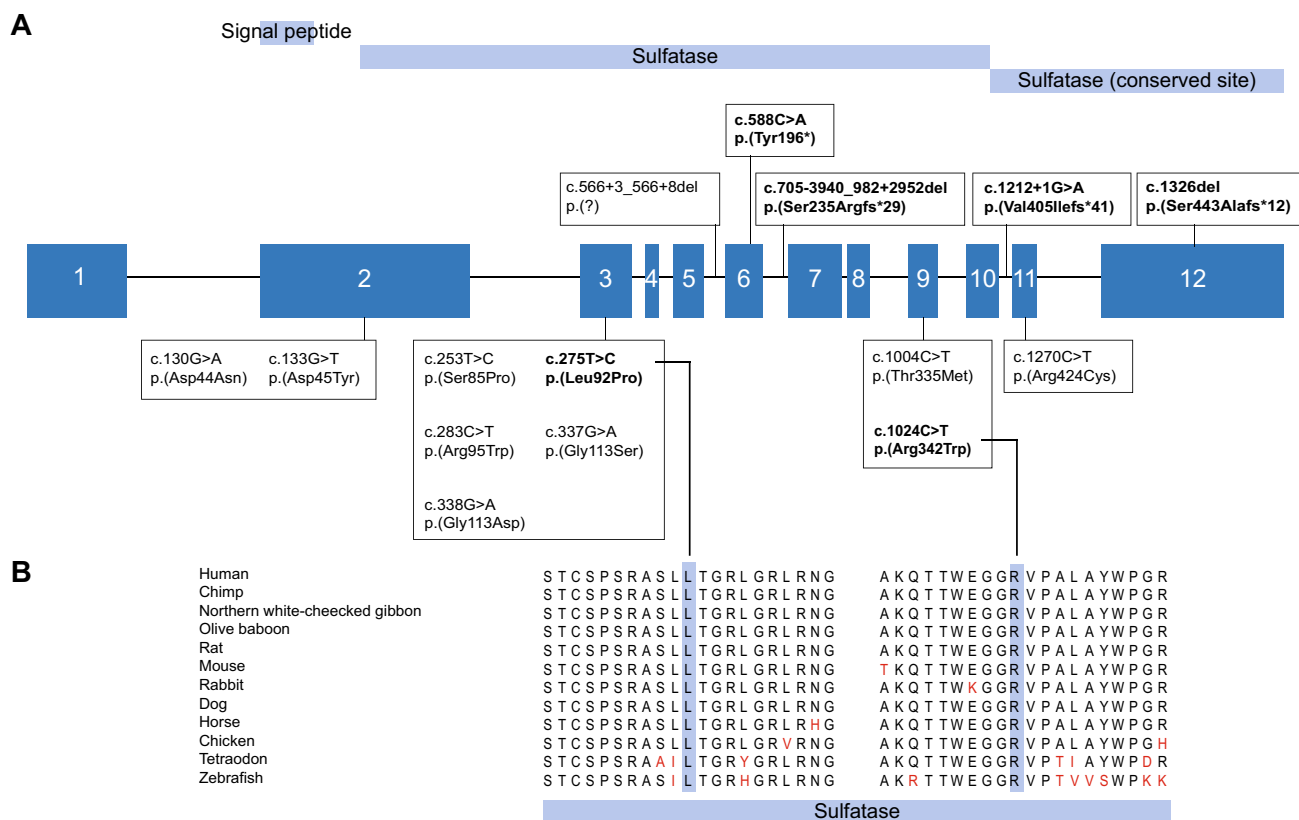 A
Signal peptide
Sulfatase
Sulfatase (conserved site)
c.588C>A
p.(Tyr196*)
c.566+3_566+8del
p.(?)
c.705-3940_982+2952del
p.(Ser235Argfs*29)
c.1212+1G>A
p.(Val405Ilefs*41)
c.1326del
p.(Ser443Alafs*12)
1 2 3 4 5 6 7 8 9 10 11 12
c.130G>A
p.(Asp44Asn)
c.133G>T
p.(Asp45Tyr)
c.253T>C
p.(Ser85Pro)
c.275T>C
p.(Leu92Pro)
c.283C>T
p.(Arg95Trp)
c.337G>A
p.(Gly113Ser)
c.338G>A
p.(Gly113Asp)
c.1004C>T
p.(Thr335Met)
c.1024C>T
p.(Arg342Trp)
c.1270C>T
p.(Arg424Cys)
B
Human STCSPSRASLLTGRLGRLRNG AKQTTWEGGRVPALAYWPGR
Chimp STCSPSRASLLTGRLGRLRNG AKQTTWEGGRVPALAYWPGR
Northern white-cheecked gibbon STCSPSRASLLTGRLGRLRNG AKQTTWEGGRVPALAYWPGR
Olive baboon STCSPSRASLLTGRLGRLRNG AKQTTWEGGRVPALAYWPGR
Rat STCSPSRASLLTGRLGRLRNG AKQTTWEGGRVPALAYWPGR
Mouse STCSPSRASLLTGRLGRLRNG TKQTTWEGGRVPALAYWPGR
Rabbit STCSPSRASLLTGRLGRLRNG AKQTTWKGGRVPALAYWPGR
Dog STCSPSRASLLTGRLGRLRNG AKQTTWEGGRVPALAYWPGR
Horse STCSPSRASLLTGRLGRLRHG AKQTTWEGGRVPALAYWPGR
Chicken STCSPSRASLLTGRLGRVRNG AKQTTWEGGRVPALAYWPGH
Tetraodon STCSPSRAILTGRYGRLRNG AKQTTWEGGRVPTIAYWPDR
Zebrafish STCSPSRASILTGRHGRLRNG AKRTTWEGGRVPTVVSWPKK
Sulfatase